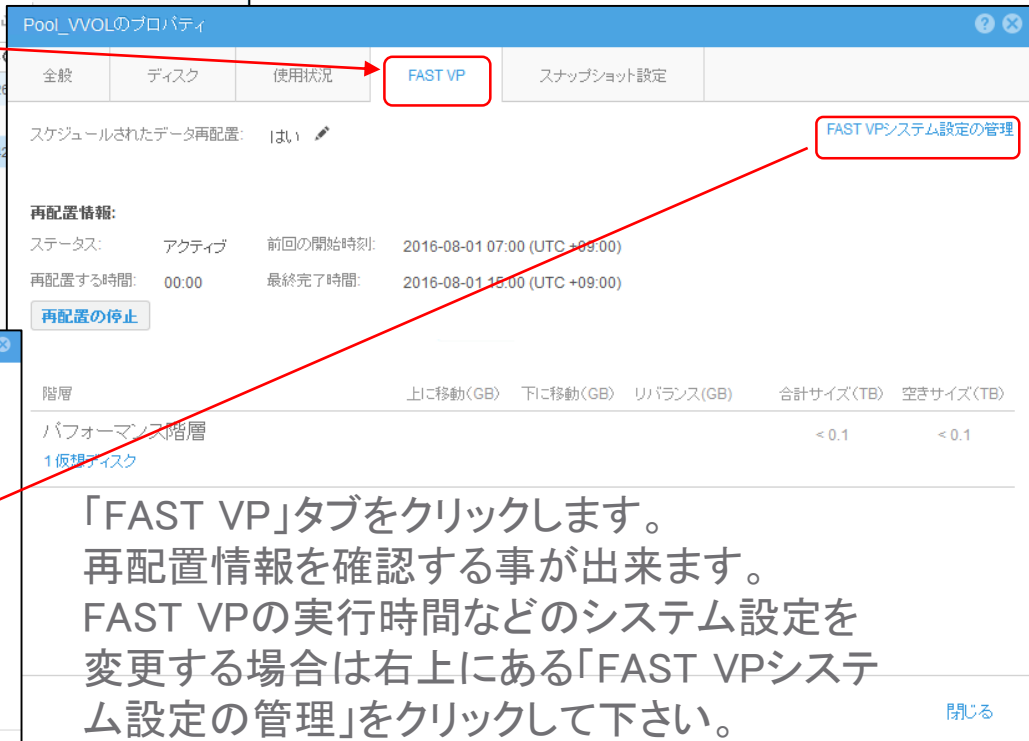 Pool_VVOLのプロパティ
全般 ディスク 使用状況 FAST VP スナップショット設定
スケジュールされたデータ再配置: はい FAST VPシステム設定の管理
再配置情報:
ステータス: アクティブ 前回の開始時刻: 2016-08-01 07:00 (UTC +09:00)
再配置する時間: 00:00 最終完了時間: 2016-08-01 15:00 (UTC +09:00)
再配置の停止
階層 上に移動(GB) 下に移動(GB) リバランス(GB) 合計サイズ(TB) 空きサイズ(TB)
パフォーマンス階層 < 0.1 < 0.1
1 仮想ディスク
「FAST VP」タブをクリックします。
再配置情報を確認する事が出来ます。
FAST VPの実行時間などのシステム設定を
変更する場合は右上にある「FAST VPシステ
ム設定の管理」をクリックして下さい。
閉じる